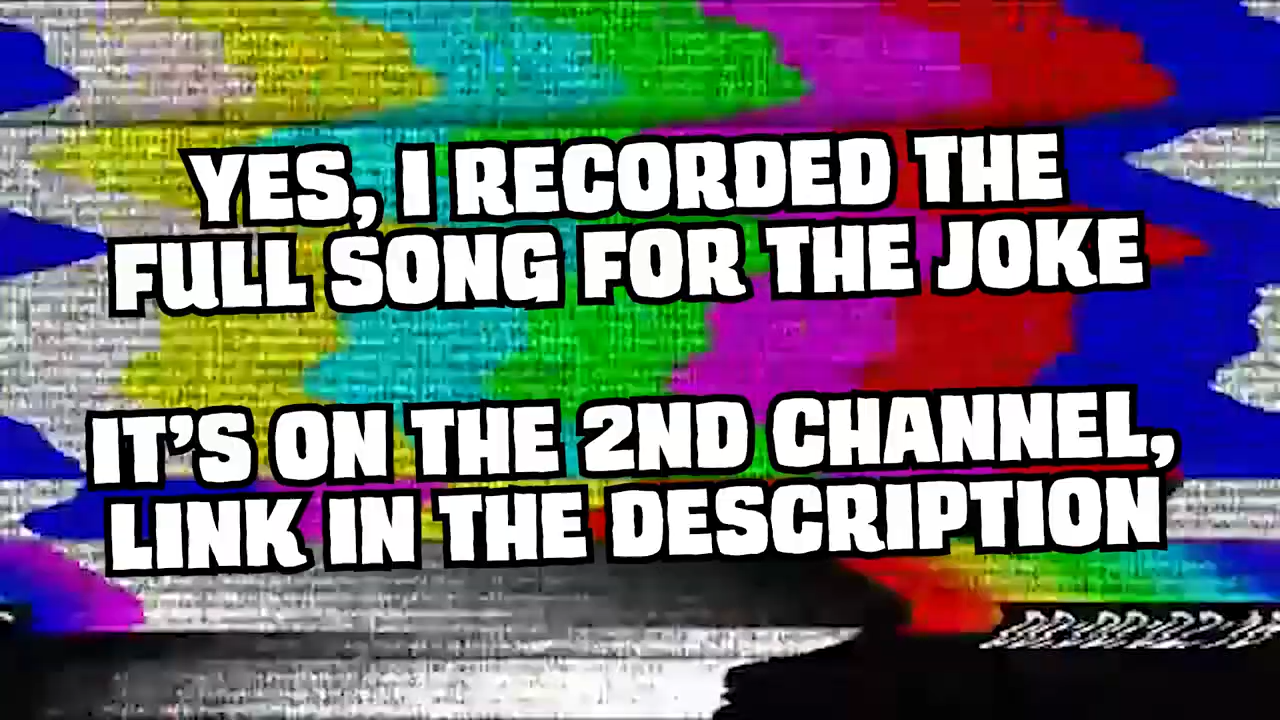 YES, I RECORDED THE
FULL SONG FOR THE JOKE
IT'S ON THE 2ND CHANNEL,
LINK IN THE DESCRIPTION